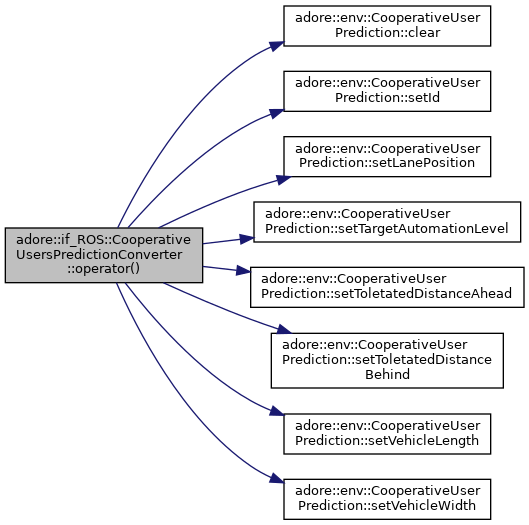 adore::env::CooperativeUser
Prediction::clear
adore::env::CooperativeUser
Prediction::setId
adore::env::CooperativeUser
Prediction::setLanePosition
adore::if_ROS::Cooperative
UsersPredictionConverter
::operator()
adore::env::CooperativeUser
Prediction::setTargetAutomationLevel
adore::env::CooperativeUser
Prediction::setToletatedDistanceAhead
adore::env::CooperativeUser
Prediction::setToletatedDistance
Behind
adore::env::CooperativeUser
Prediction::setVehicleLength
adore::env::CooperativeUser
Prediction::setVehicleWidth